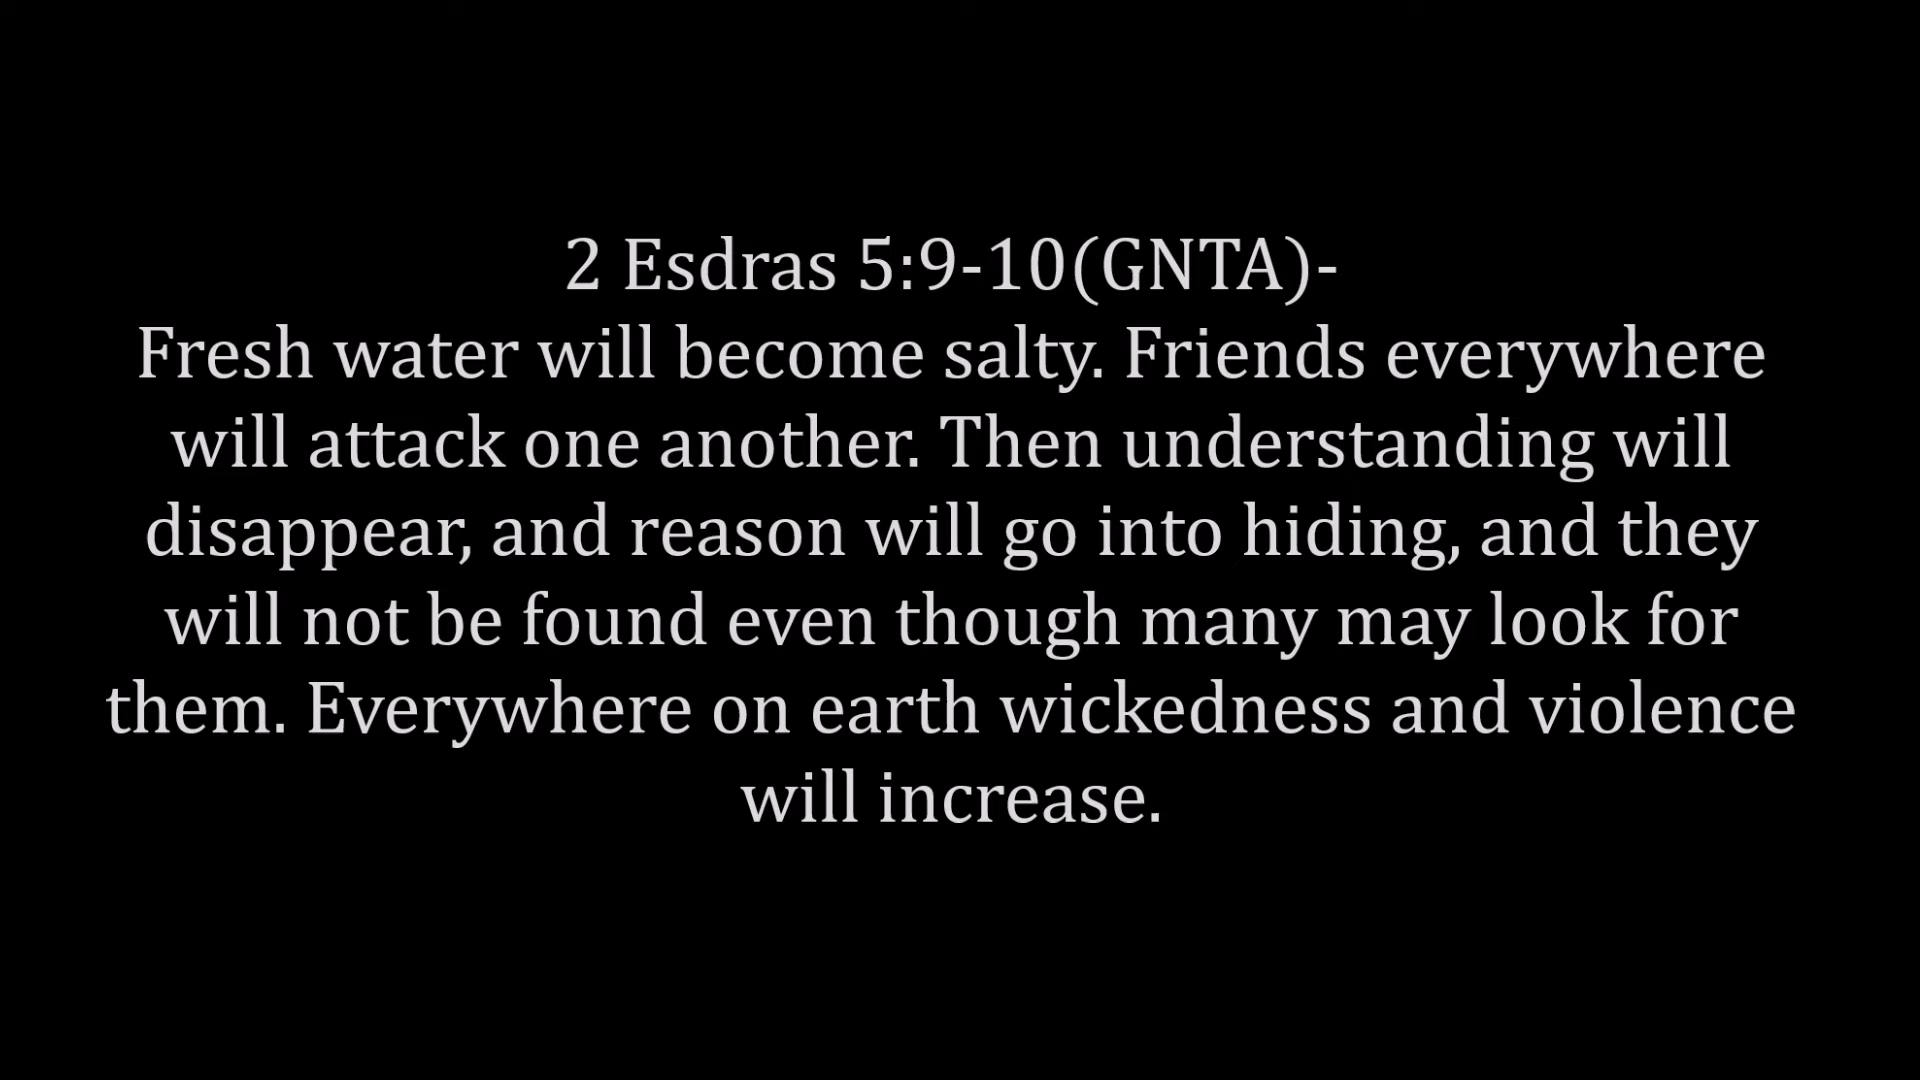 2 Esdras 5:9-10(GNTA)-
Fresh water will become salty. Friends everywhere
will attack one another. Then understanding will
disappear, and reason will go into hiding, and they
will not be found even though many may look for
them. Everywhere on earth wickedness and violence
will increase.